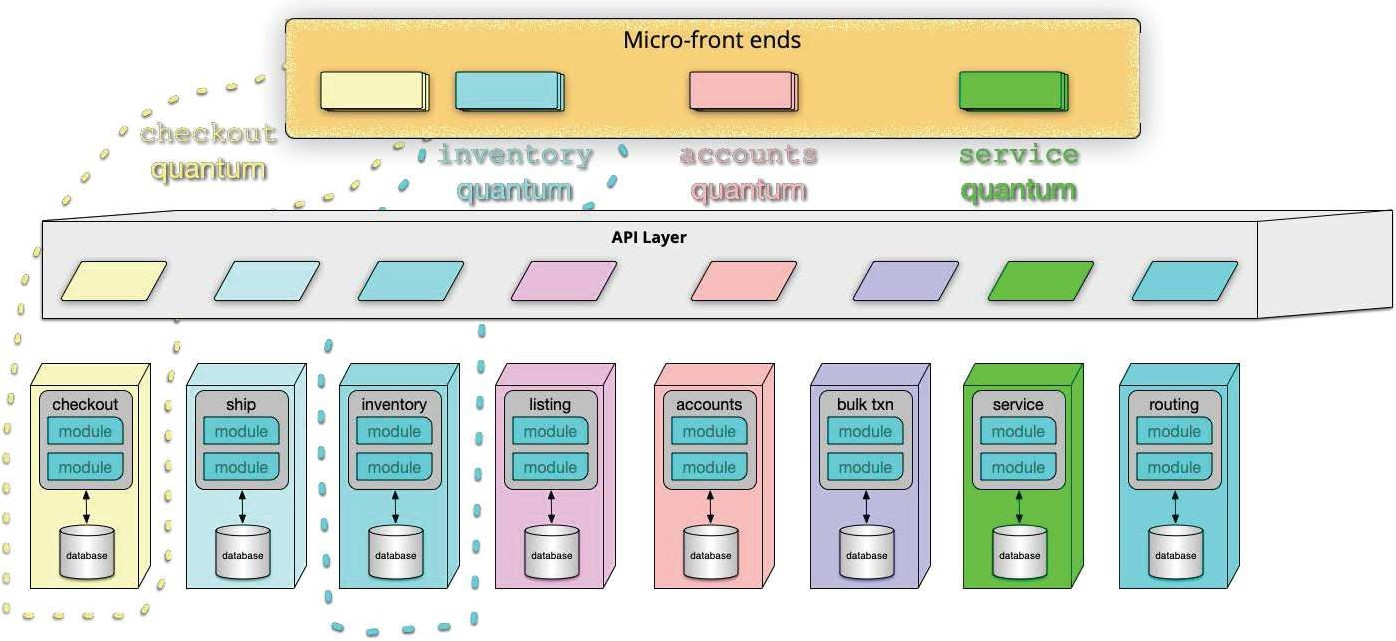 Micro-front ends
checkout
quantum
inventory
quantum
accounts
quantum
service
quantum
API Layer
checkout
module
module
database
ship
module
module
database
inventory
module
module
database
listing
module
module
database
accounts
module
module
database
bulk txn
module
module
database
service
module
module
database
routing
module
module
database